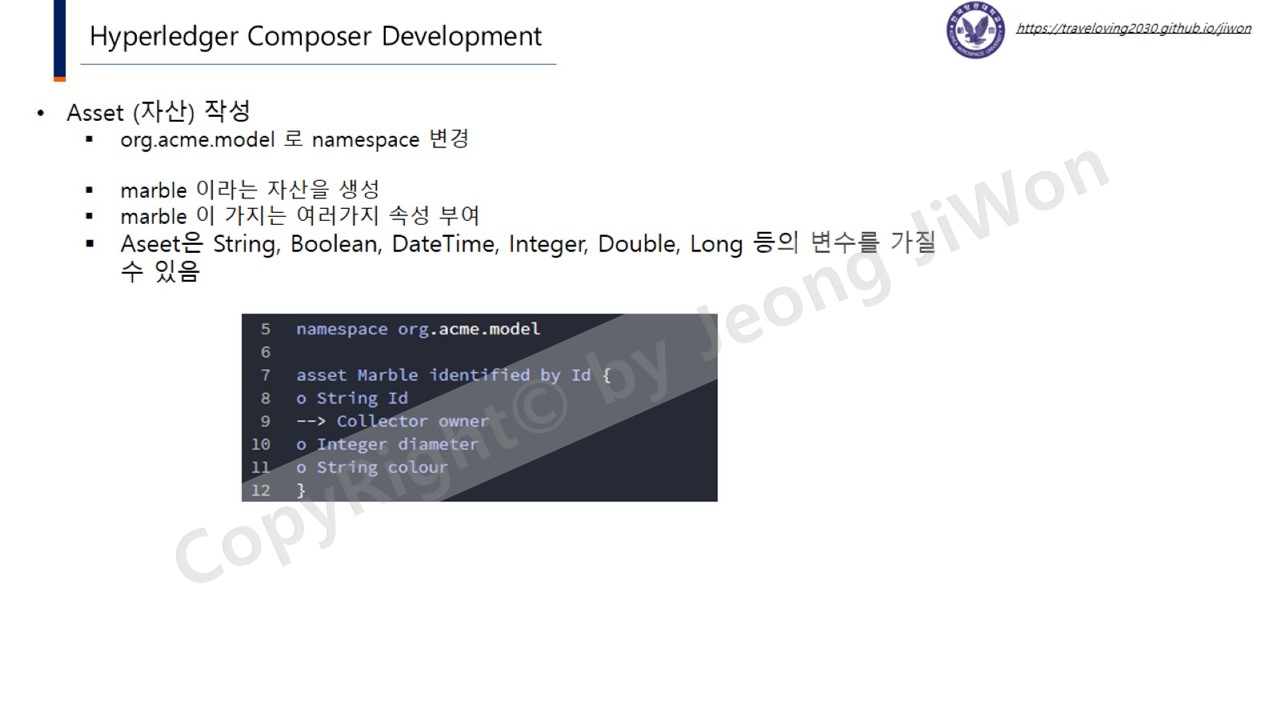 Hyperledger Composer Development
https://traveloving2030.github.io/jiwon
• Asset (자산) 작성
▪ org.acme.model 로 namespace 변경
▪ marble 이라는 자산을 생성
▪ marble 이 가지는 여러가지 속성 부여
▪ Aseet은 String, Boolean, DateTime, Integer, Double, Long 등의 변수를 가질
수 있음
5 namespace org.acme.model
6
7 asset Marble identified by Id {
8 o String Id
9 --> Collector owner
10 o Integer diameter
11 o String colour
12 }
CopyRight© by Jeong JiWon